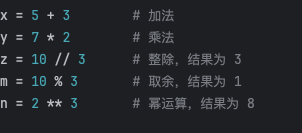 x = 5 + 3        # 加法
y = 7 * 2        # 乘法
z = 10 // 3      # 整除，结果为 3
m = 10 % 3       # 取余，结果为 1
n = 2 ** 3       # 幂运算，结果为 8